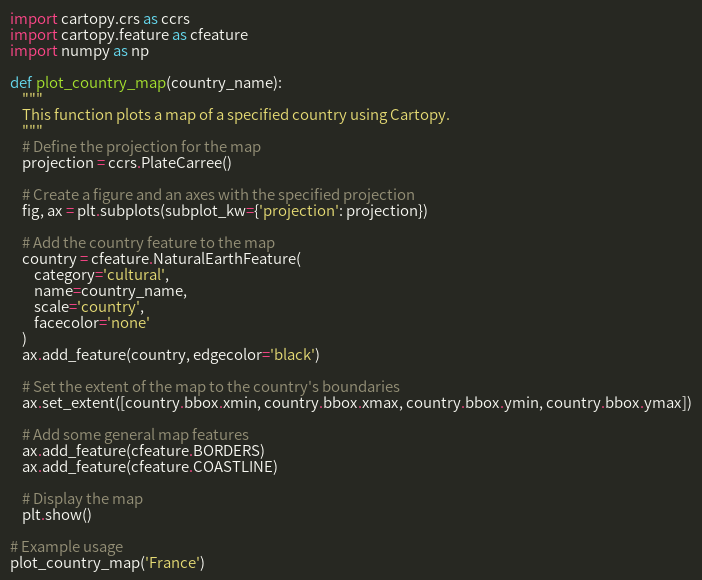 import cartopy.crs as ccrs
import cartopy.feature as cfeature
import numpy as np

def plot_country_map(country_name):
    """
    This function plots a map of a specified country using Cartopy.
    """
    # Define the projection for the map
    projection = ccrs.PlateCarree()

    # Create a figure and an axes with the specified projection
    fig, ax = plt.subplots(subplot_kw={'projection': projection})

    # Add the country feature to the map
    country = cfeature.NaturalEarthFeature(
        category='cultural',
        name=country_name,
        scale='country',
        facecolor='none'
    )
    ax.add_feature(country, edgecolor='black')

    # Set the extent of the map to the country's boundaries
    ax.set_extent([country.bbox.xmin, country.bbox.xmax, country.bbox.ymin, country.bbox.ymax])

    # Add some general map features
    ax.add_feature(cfeature.BORDERS)
    ax.add_feature(cfeature.COASTLINE)

    # Display the map
    plt.show()

# Example usage
plot_country_map('France')